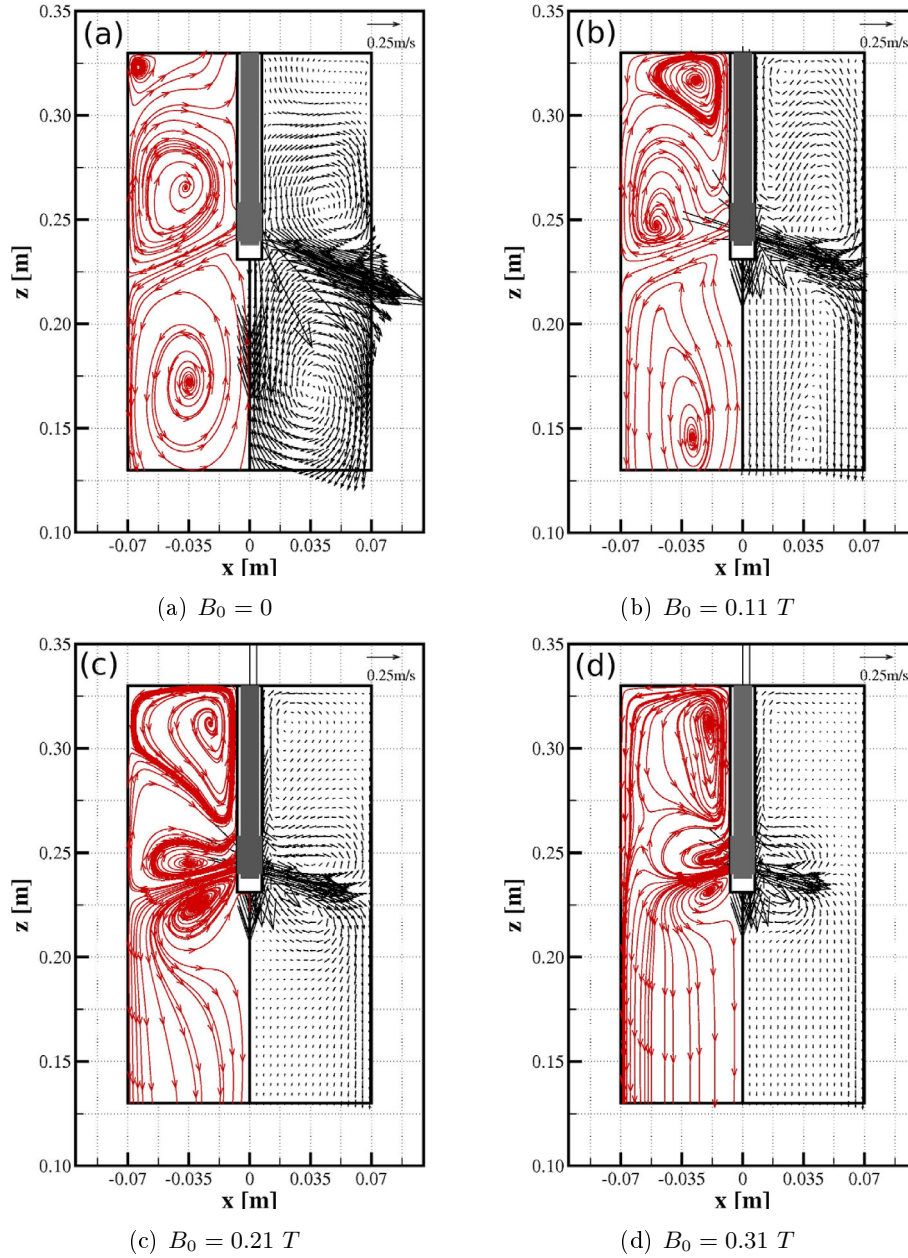 (a)
0.25m/s
0.35
0.30
0.25
0.20
0.15
0.10
z [m]
-0.07 -0.035 0 0.035 0.07
x [m]
(a) B₀ = 0
(b)
0.25m/s
0.35
0.30
0.25
0.20
0.15
0.10
z [m]
-0.07 -0.035 0 0.035 0.07
x [m]
(b) B₀ = 0.11 T
(c)
0.25m/s
0.35
0.30
0.25
0.20
0.15
0.10
z [m]
-0.07 -0.035 0 0.035 0.07
x [m]
(c) B₀ = 0.21 T
(d)
0.25m/s
0.35
0.30
0.25
0.20
0.15
0.10
z [m]
-0.07 -0.035 0 0.035 0.07
x [m]
(d) B₀ = 0.31 T